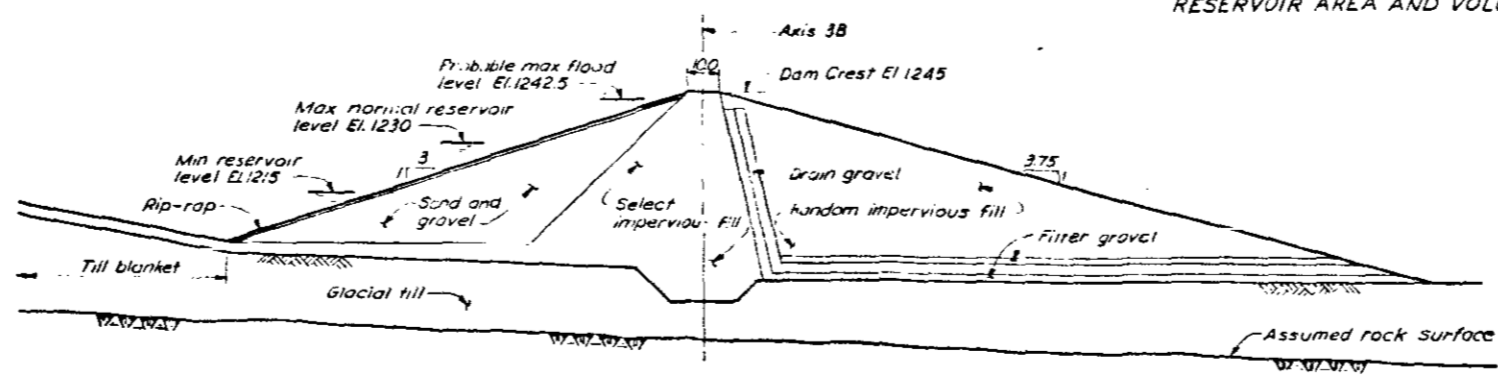 RESERVOIR AREA AND
Axis 3B
100
Probable max flood
level El.1242.5
Dam Crest El 1245
Max normal reservoir
level El. 1230
Min reservoir
level El.1215
3
3.75
1
Rip-rap
Sand and
gravel
Select
impervious fill
Drain gravel
Random impervious fill
Filter gravel
Till blanket
Glacial till
Assumed rock surface